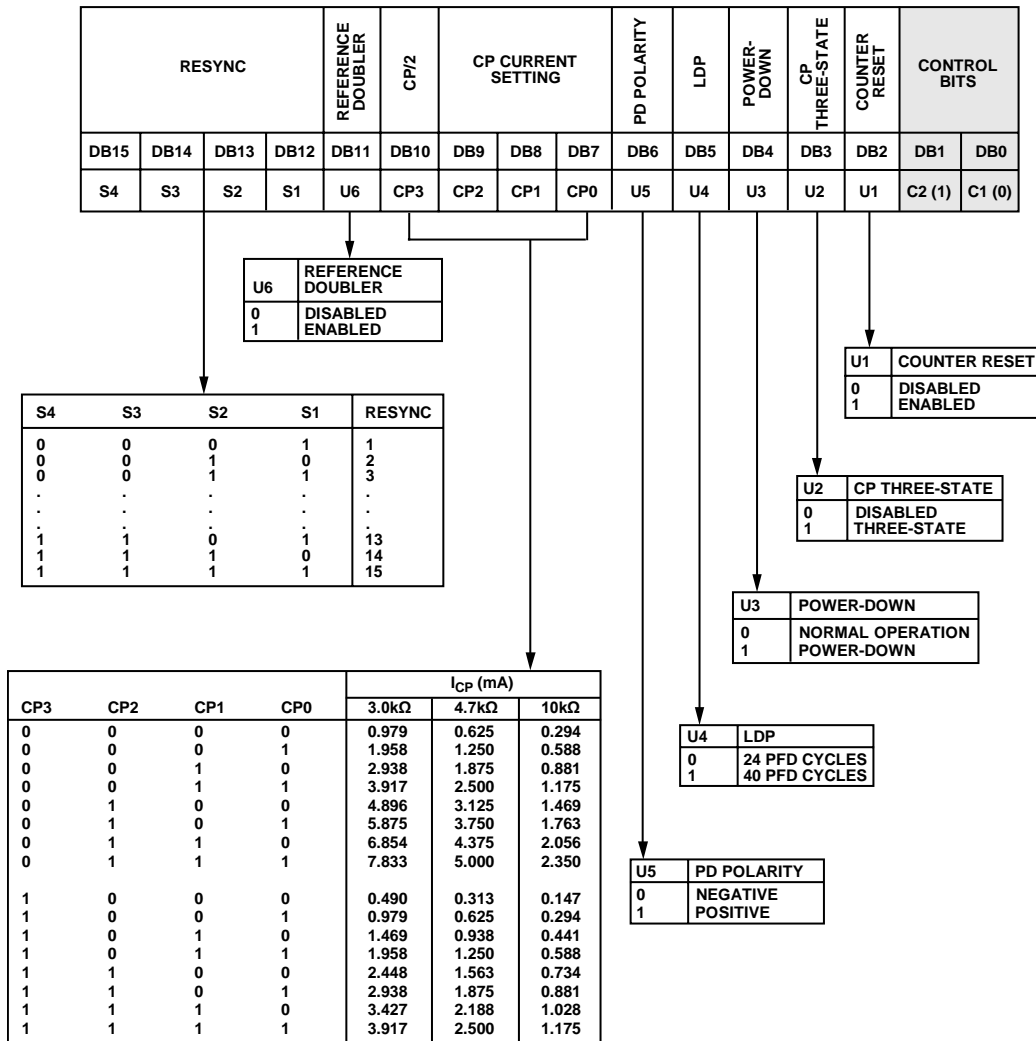 RESYNC REFERENCE DOUBLER CP/2 CP CURRENT SETTING PD POLARITY LDP POWER-DOWN CP THREE-STATE COUNTER RESET CONTROL BITS
DB15 DB14 DB13 DB12 DB11 DB10 DB9 DB8 DB7 DB6 DB5 DB4 DB3 DB2 DB1 DB0
S4 S3 S2 S1 U6 CP3 CP2 CP1 CP0 U5 U4 U3 U2 U1 C2 (1) C1 (0)
U6 REFERENCE DOUBLER
0 DISABLED
1 ENABLED
U1 COUNTER RESET
0 DISABLED
1 ENABLED
S4 S3 S2 S1 RESYNC
0 0 0 1 1
0 0 1 0 2
0 0 1 1 3
. . . . .
. . . . .
. . . . .
1 1 0 1 13
1 1 1 0 14
1 1 1 1 15
U2 CP THREE-STATE
0 DISABLED
1 THREE-STATE
U3 POWER-DOWN
0 NORMAL OPERATION
1 POWER-DOWN
ICP (mA)
CP3 CP2 CP1 CP0 3.0kΩ 4.7kΩ 10kΩ
0 0 0 0 0.979 0.625 0.294
0 0 0 1 1.958 1.250 0.588
0 0 1 0 2.938 1.875 0.881
0 0 1 1 3.917 2.500 1.175
0 1 0 0 4.896 3.125 1.469
0 1 0 1 5.875 3.750 1.763
0 1 1 0 6.854 4.375 2.056
0 1 1 1 7.833 5.000 2.350
1 0 0 0 0.490 0.313 0.147
1 0 0 1 0.979 0.625 0.294
1 0 1 0 1.469 0.938 0.441
1 0 1 1 1.958 1.250 0.588
1 1 0 0 2.448 1.563 0.734
1 1 0 1 2.938 1.875 0.881
1 1 1 0 3.427 2.188 1.028
1 1 1 1 3.917 2.500 1.175
U4 LDP
0 24 PFD CYCLES
1 40 PFD CYCLES
U5 PD POLARITY
0 NEGATIVE
1 POSITIVE